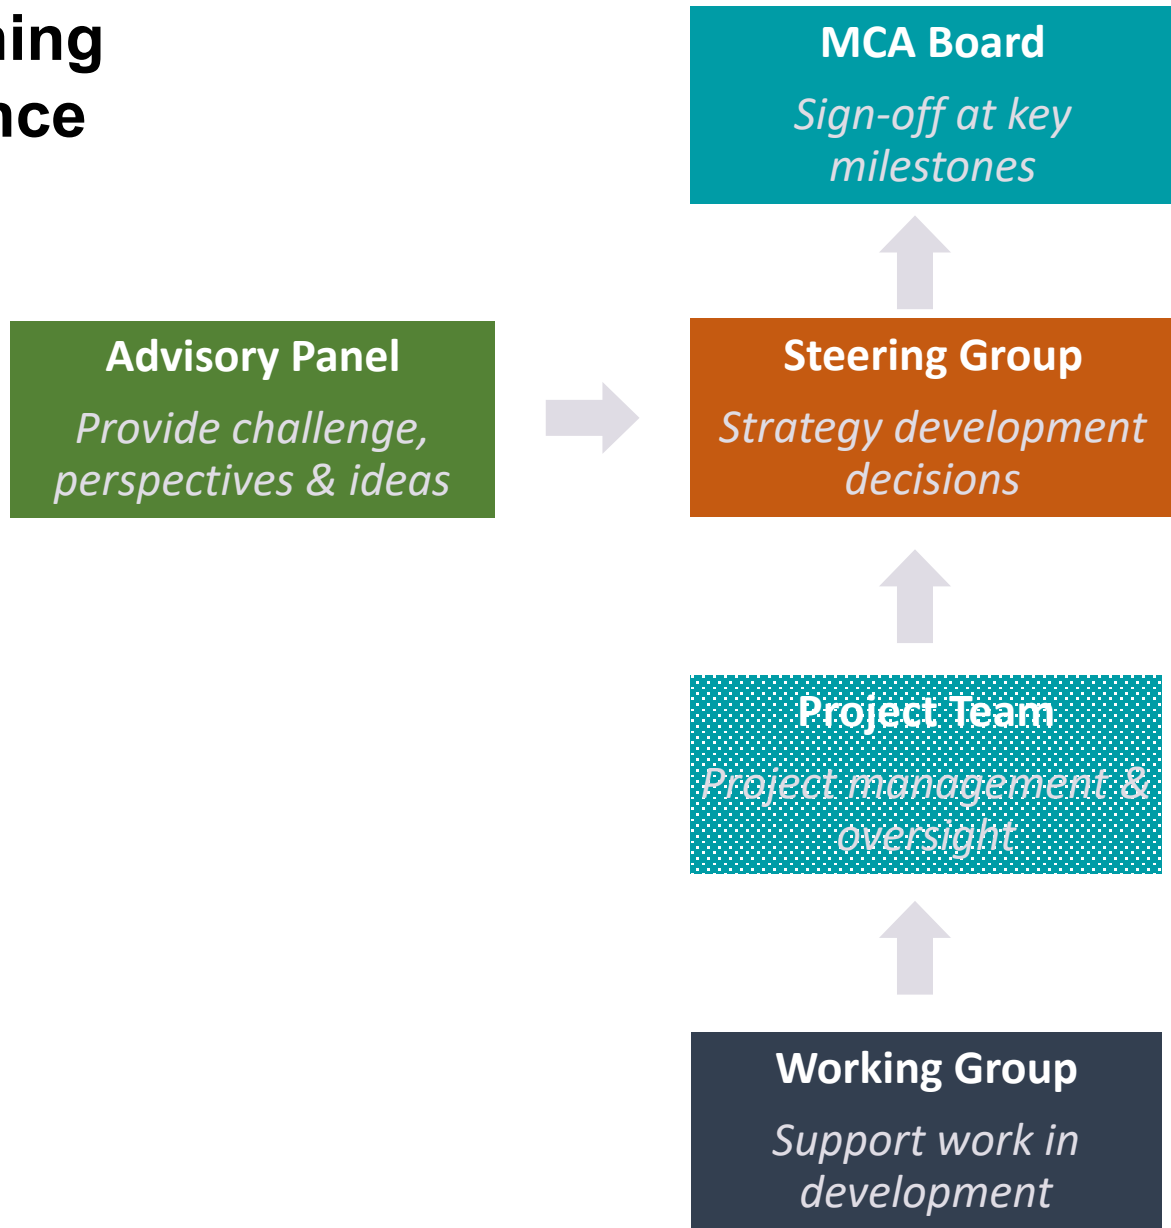 ning
nce
MCA Board
Sign-off at key
milestones
Advisory Panel
Provide challenge,
perspectives & ideas
Steering Group
Strategy development
decisions
Project Team
Project management &
oversight
Working Group
Support work in
development